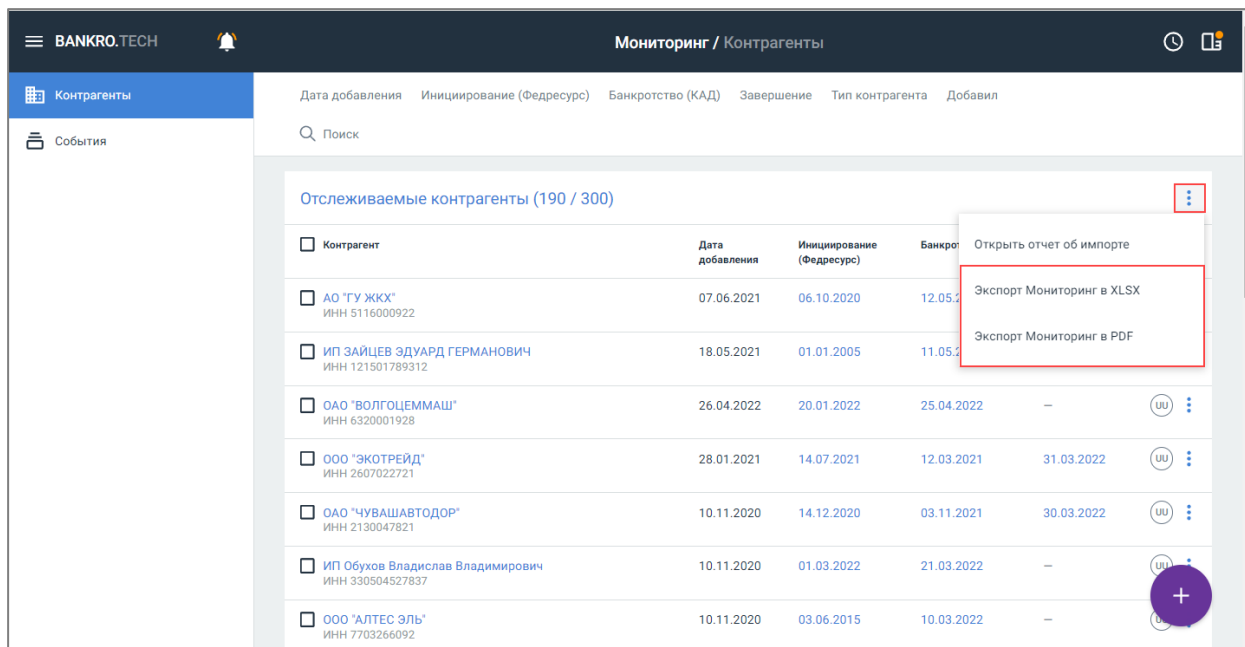 BANKRO.TECH
Мониторинг / Контрагенты
Контрагенты
События
Дата добавления Инициирование (Федресурс) Банкротство (КАД) Завершение Тип контрагента Добавил
Поиск
Отслеживаемые контрагенты (190 / 300)
Контрагент Дата добавления Инициирование (Федресурс)
Открыть отчет об импорте
Экспорт Мониторинг в XLSX
Экспорт Мониторинг в PDF
АО "ГУ ЖКХ" 07.06.2021 06.10.2020 12.05.
ИНН 5116000922
ИП ЗАЙЦЕВ ЭДУАРД ГЕРМАНОВИЧ 18.05.2021 01.01.2005 11.05.
ИНН 121501789312
ОАО "ВОЛГОЦЕММАШ" 26.04.2022 20.01.2022 25.04.2022 – UU
ИНН 6320001928
ООО "ЭКОТРЕЙД" 28.01.2021 14.07.2021 12.03.2021 31.03.2022 UU
ИНН 2607022721
ОАО "ЧУВАШАВТОДОР" 10.11.2020 14.12.2020 03.11.2021 30.03.2022 UU
ИНН 2130047821
ИП Обухов Владислав Владимирович 10.11.2020 01.03.2022 21.03.2022 – UU
ИНН 330504527837
ООО "АЛТЕС ЭЛЬ" 10.11.2020 03.06.2015 10.03.2022 –
ИНН 7703266092